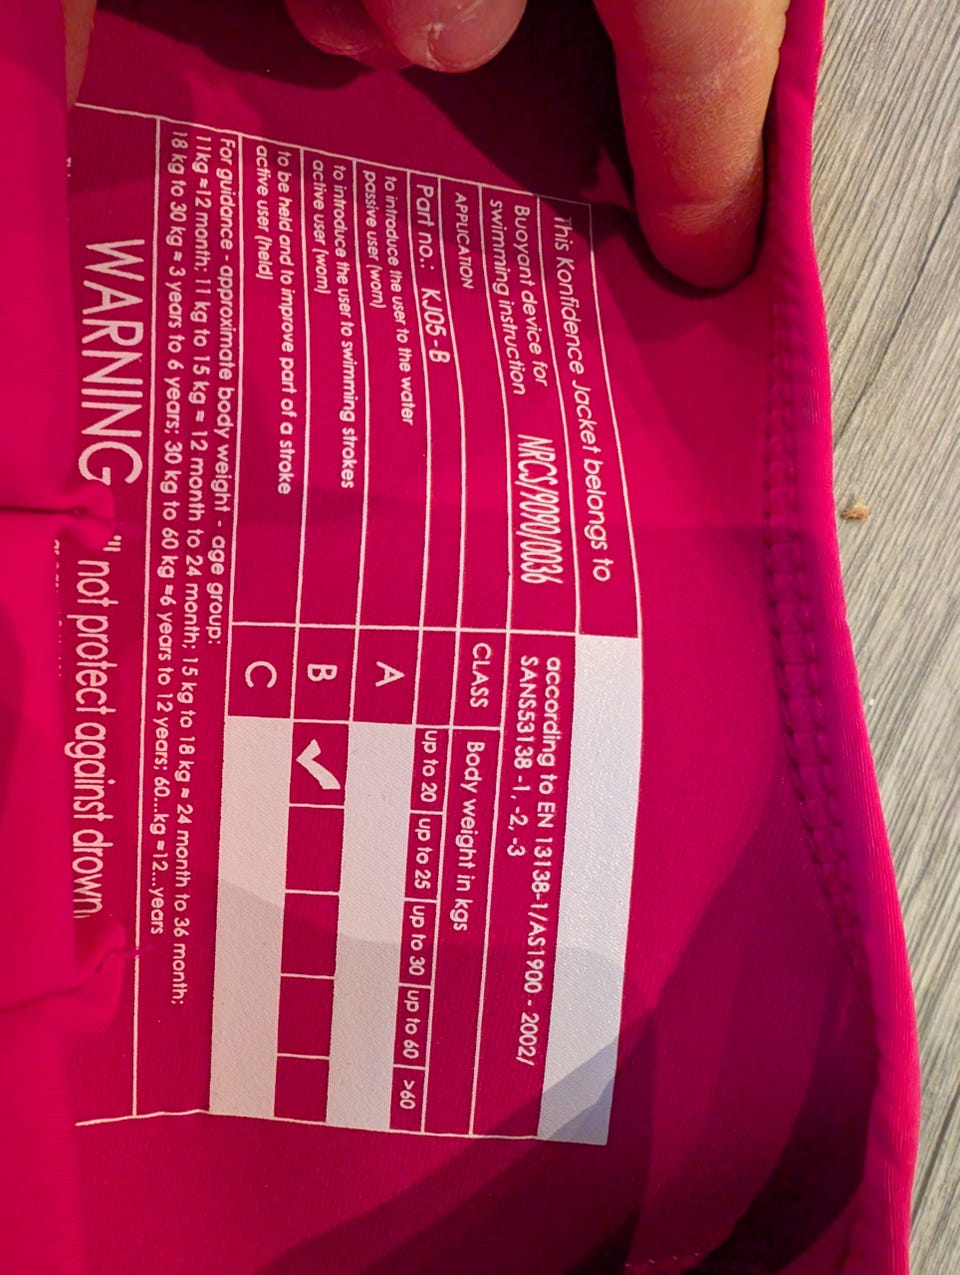 This Konfidence Jacket belongs to
Buoyant device for
swimming instruction
NRCS/9090/0036
according to EN 13138-1/AS1900 - 2002/
SANS53138 -1, -2, -3
APPLICATION
CLASS
Body weight in kgs
Part no.: KJ05-B
up to 20
up to 25
up to 30
up to 60
>60
to introduce the user to the water
passive user (worn)
A
to introduce the user to swimming strokes
active user (worn)
B
✓
to be held and to improve part of a stroke
active user (held)
C
For guidance - approximate body weight - age group:
11kg ≈12 month; 11 kg to 15 kg ≈ 12 month to 24 month; 15 kg to 18 kg ≈ 24 month to 36 month;
18 kg to 30 kg ≈ 3 years to 6 years; 30 kg to 60 kg ≈6 years to 12 years; 60...kg ≈12...years
WARNING
not protect against